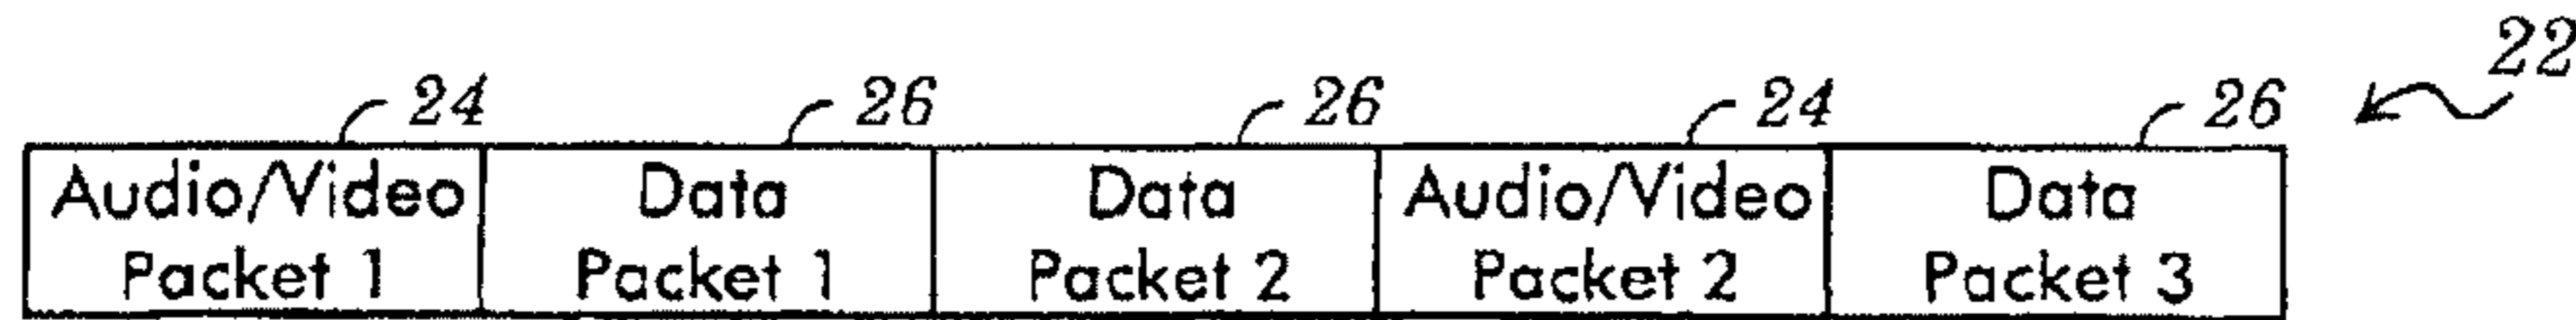 22
24 26 26 24 26
Audio/Video Data Data Audio/Video Data
Packet 1 Packet 1 Packet 2 Packet 2 Packet 3